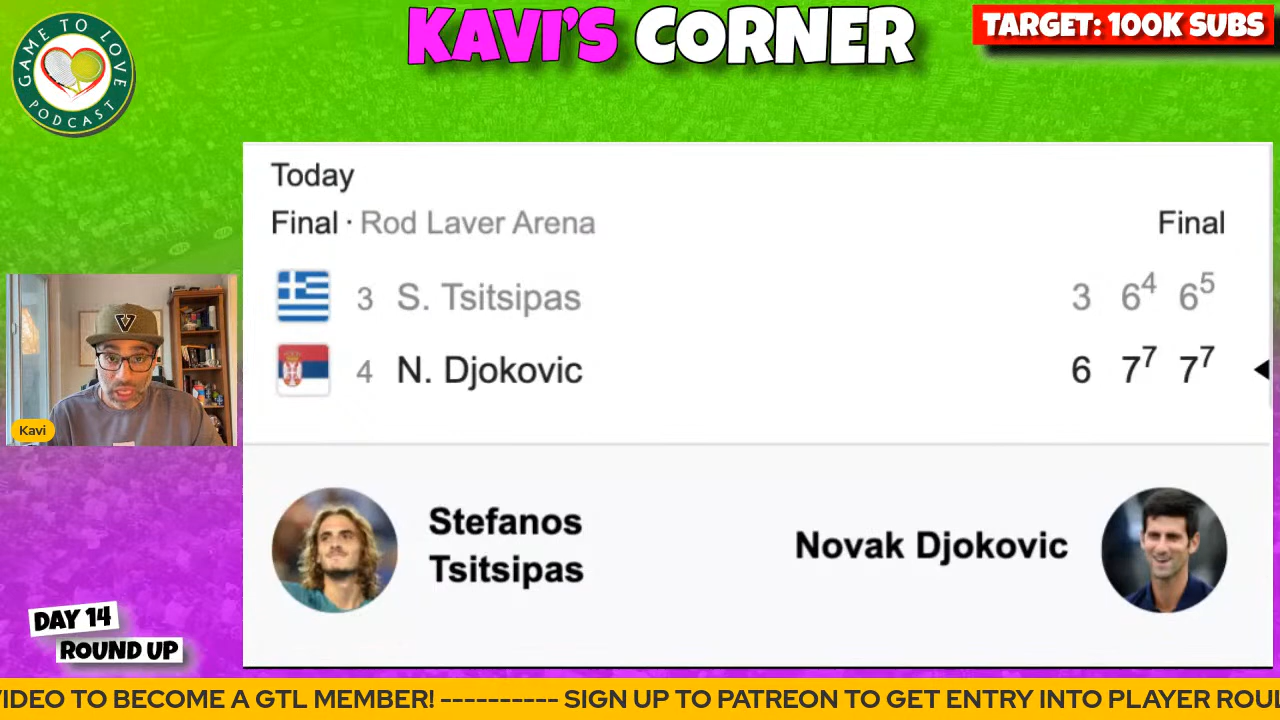 GAME TO LOVE
PODCAST
KAVI'S CORNER
TARGET: 100K SUBS
Today
Final · Rod Laver Arena Final
3 S. Tsitsipas 3 6⁴ 6⁵
4 N. Djokovic 6 7⁷ 7⁷
Kavi
Stefanos
Tsitsipas
Novak Djokovic
DAY 14
ROUND UP
VIDEO TO BECOME A GTL MEMBER! ---------- SIGN UP TO PATREON TO GET ENTRY INTO PLAYER